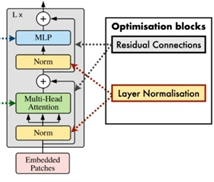 L x
+
MLP
Norm
+
Multi-Head
Attention
Norm
Embedded
Patches
Optimisation blocks
Residual Connections
Layer Normalisation